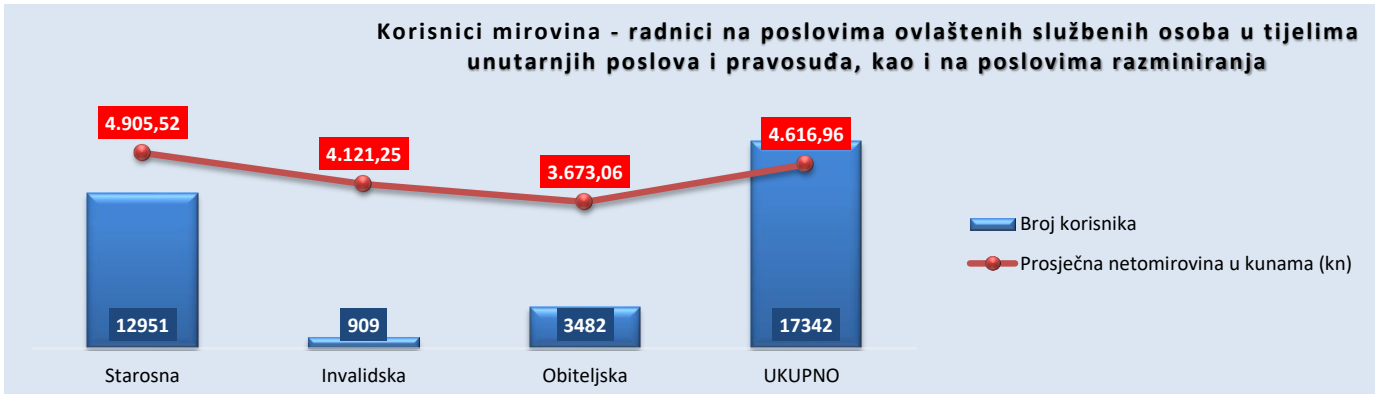 Korisnici mirovina - radnici na poslovima ovlaštenih službenih osoba u tijelima
unutarnjih poslova i pravosuđa, kao i na poslovima razminiranja
4.905,52
4.121,25
3.673,06
4.616,96
12951
909
3482
17342
Starosna
Invalidska
Obiteljska
UKUPNO
Broj korisnika
Prosječna netomirovina u kunama (kn)